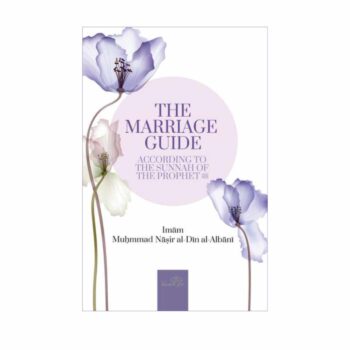 THE
MARRIAGE
GUIDE
ACCORDING TO
THE SUNNAH OF
THE PROPHET ﷺ
Imām
Muḥmmad Nāṣir al-Dīn al-Albānī